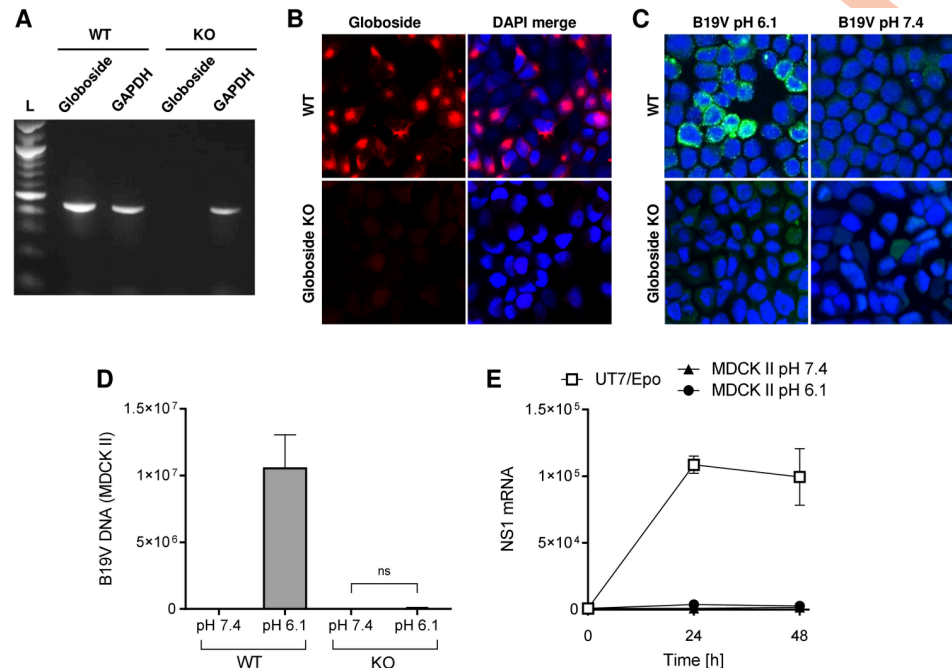 A
WT KO
L Globoside GAPDH Globoside GAPDH
B
Globoside DAPI merge
WT
Globoside KO
C
B19V pH 6.1 B19V pH 7.4
WT
Globoside KO
D
B19V DNA (MDCK II)
1.5×10⁷
1×10⁷
5×10⁶
0
ns
pH 7.4 pH 6.1 pH 7.4 pH 6.1
WT KO
E
UT7/Epo
MDCK II pH 7.4
MDCK II pH 6.1
NS1 mRNA
1.5×10⁵
1×10⁵
5×10⁴
0
0 24 48
Time [h]